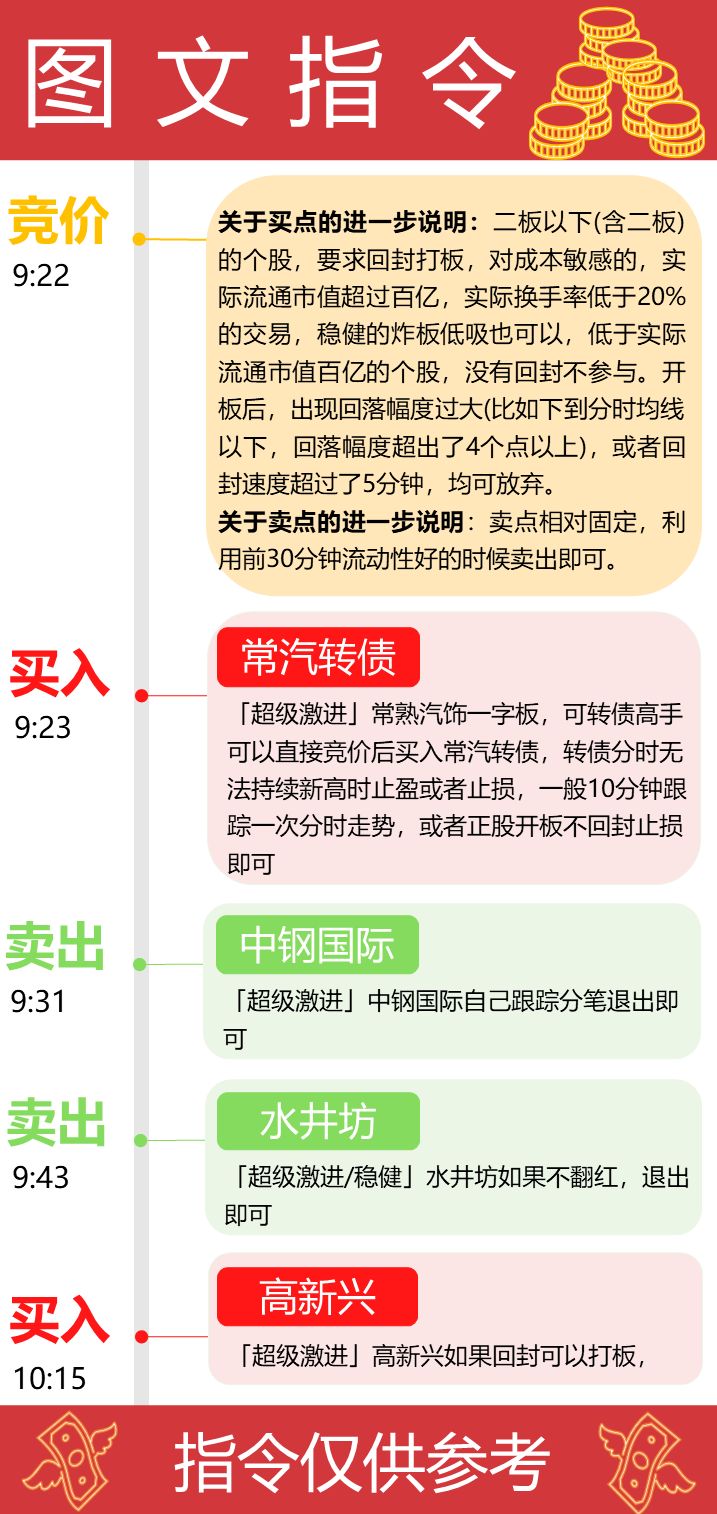 图文指令
竞价
9:22
关于买点的进一步说明：二板以下(含二板)
的个股，要求回封打板，对成本敏感的，实
际流通市值超过百亿，实际换手率低于20%
的交易，稳健的炸板低吸也可以，低于实际
流通市值百亿的个股，没有回封不参与。开
板后，出现回落幅度过大(比如下到分时均线
以下，回落幅度超出了4个点以上)，或者回
封速度超过了5分钟，均可放弃。
关于卖点的进一步说明：卖点相对固定，利
用前30分钟流动性好的时候卖出即可。
买入
9:23
常汽转债
「超级激进」常熟汽饰一字板，可转债高手
可以直接竞价后买入常汽转债，转债分时无
法持续新高时止盈或者止损，一般10分钟跟
踪一次分时走势，或者正股开板不回封止损
即可
卖出
9:31
中钢国际
「超级激进」中钢国际自己跟踪分笔退出即
可
卖出
9:43
水井坊
「超级激进/稳健」水井坊如果不翻红，退出
即可
买入
10:15
高新兴
「超级激进」高新兴如果回封可以打板，
指令仅供参考